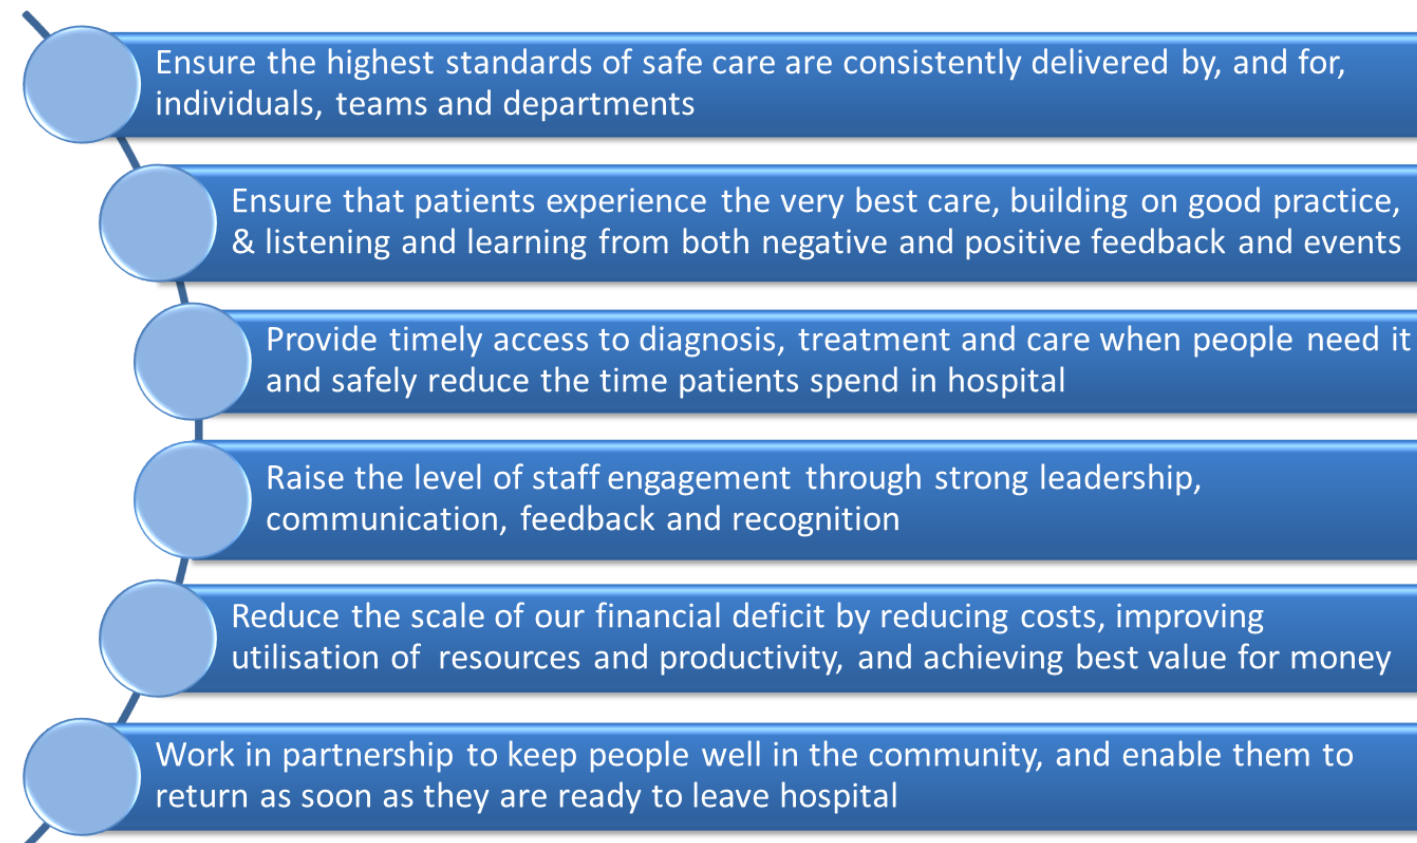 Ensure the highest standards of safe care are consistently delivered by, and for,
individuals, teams and departments
Ensure that patients experience the very best care, building on good practice,
& listening and learning from both negative and positive feedback and events
Provide timely access to diagnosis, treatment and care when people need it
and safely reduce the time patients spend in hospital
Raise the level of staff engagement through strong leadership,
communication, feedback and recognition
Reduce the scale of our financial deficit by reducing costs, improving
utilisation of resources and productivity, and achieving best value for money
Work in partnership to keep people well in the community, and enable them to
return as soon as they are ready to leave hospital